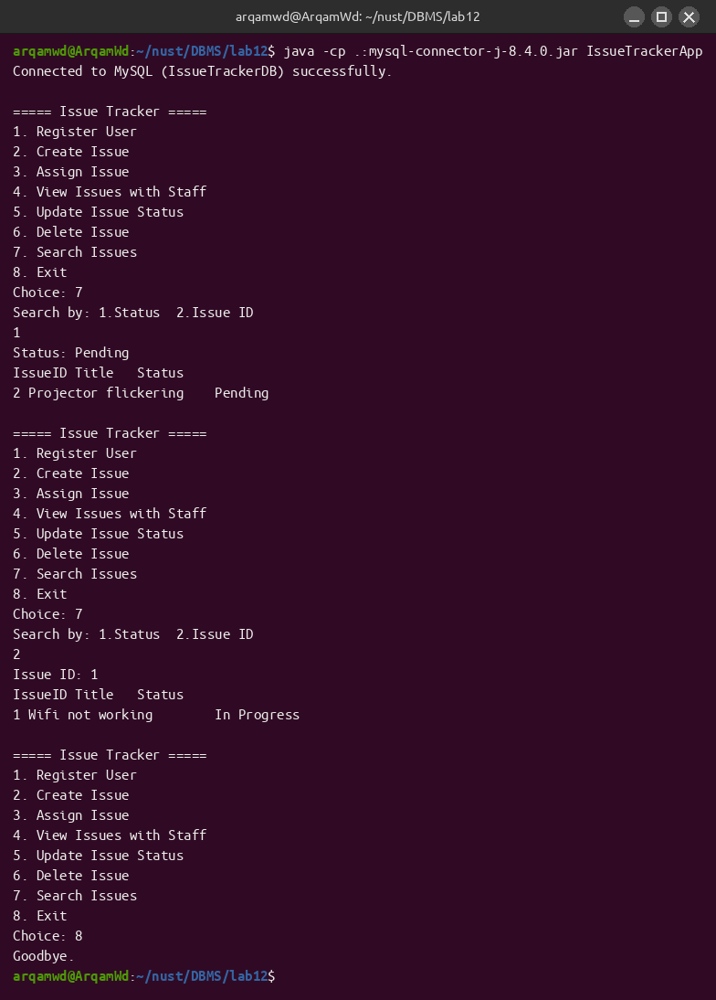 arqamwd@ArqamWd: ~/nust/DBMS/lab12
arqamwd@ArqamWd:~/nust/DBMS/lab12$ java -cp .:mysql-connector-j-8.4.0.jar IssueTrackerApp
Connected to MySQL (IssueTrackerDB) successfully.

===== Issue Tracker =====
1. Register User
2. Create Issue
3. Assign Issue
4. View Issues with Staff
5. Update Issue Status
6. Delete Issue
7. Search Issues
8. Exit
Choice: 7
Search by: 1.Status  2.Issue ID
1
Status: Pending
IssueID Title   Status
2 Projector flickering    Pending

===== Issue Tracker =====
1. Register User
2. Create Issue
3. Assign Issue
4. View Issues with Staff
5. Update Issue Status
6. Delete Issue
7. Search Issues
8. Exit
Choice: 7
Search by: 1.Status  2.Issue ID
2
Issue ID: 1
IssueID Title   Status
1 Wifi not working        In Progress

===== Issue Tracker =====
1. Register User
2. Create Issue
3. Assign Issue
4. View Issues with Staff
5. Update Issue Status
6. Delete Issue
7. Search Issues
8. Exit
Choice: 8
Goodbye.
arqamwd@ArqamWd:~/nust/DBMS/lab12$